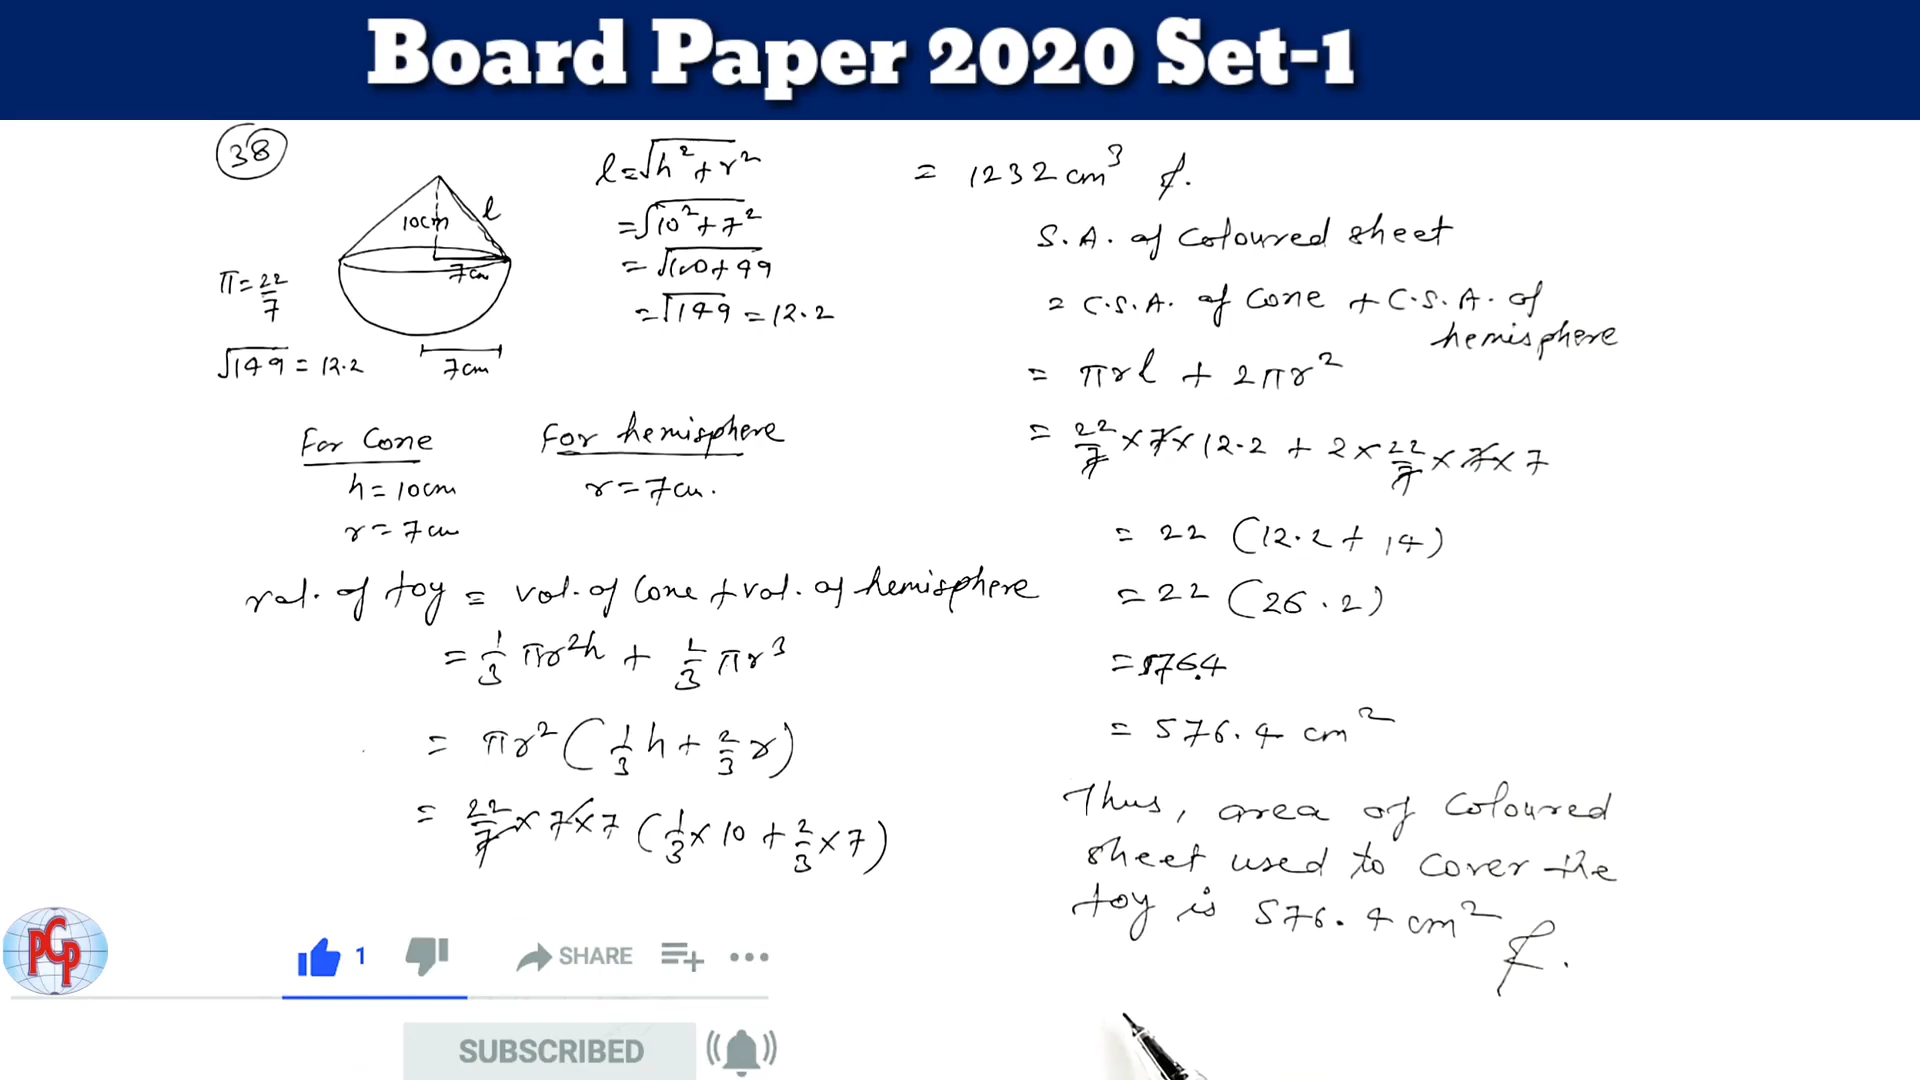 Board Paper 2020 Set-1
38
10cm
l
7cm
π = 22/7
√149 = 12.2
7cm
l = √h² + r²
= √10² + 7²
= √100 + 49
= √149 = 12.2
For Cone
h = 10cm
r = 7cm
For hemisphere
r = 7cm.
vol. of toy = vol. of Cone + vol. of hemisphere
= 1/3 πr²h + 2/3 πr³
= πr² (1/3 h + 2/3 r)
= 22/7 × 7 × 7 (1/3 × 10 + 2/3 × 7)
= 1232 cm³
S.A. of Coloured sheet
= C.S.A. of Cone + C.S.A. of
hemisphere
= πrl + 2πr²
= 22/7 × 7 × 12.2 + 2 × 22/7 × 7 × 7
= 22 (12.2 + 14)
= 22 (26.2)
= 576.4
= 576.4 cm²
Thus, area of Coloured
sheet used to cover the
toy is 576.4 cm²
PCP
1
SHARE
SUBSCRIBED